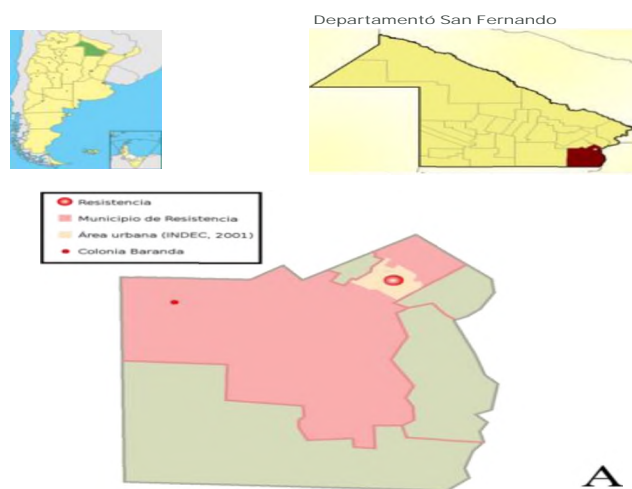 Departamentó San Fernando
Resistencia
Municipio de Resistencia
Área urbana (INDEC, 2001)
Colonia Baranda
A